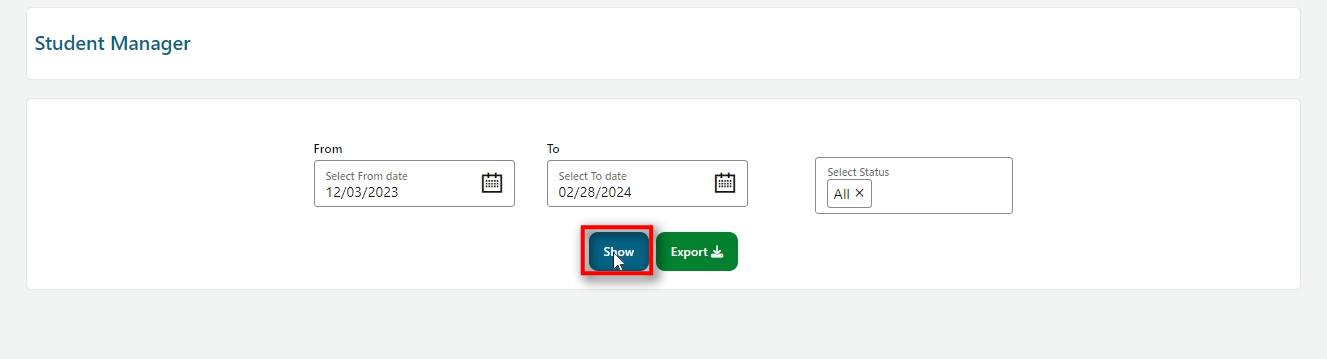 Student Manager
From
To
Select From date
12/03/2023
Select To date
02/28/2024
Select Status
All ×
Show
Export